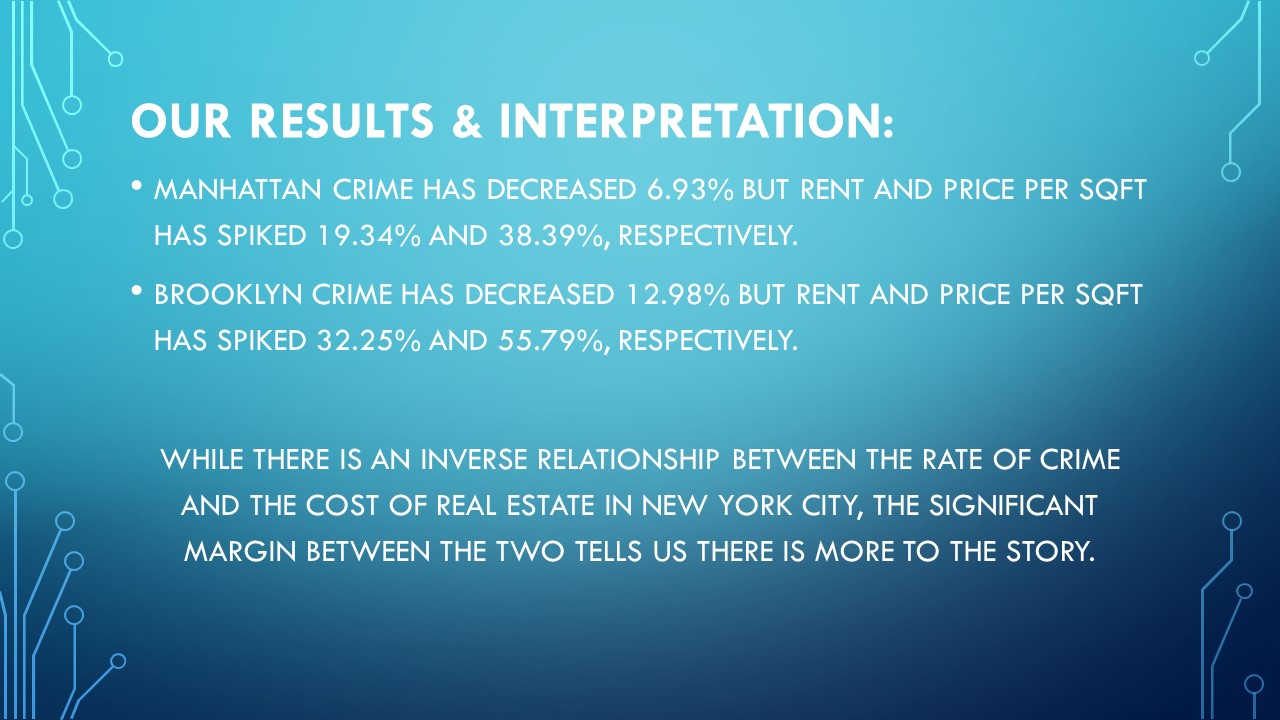 OUR RESULTS & INTERPRETATION:
• MANHATTAN CRIME HAS DECREASED 6.93% BUT RENT AND PRICE PER SQFT
HAS SPIKED 19.34% AND 38.39%, RESPECTIVELY.
• BROOKLYN CRIME HAS DECREASED 12.98% BUT RENT AND PRICE PER SQFT
HAS SPIKED 32.25% AND 55.79%, RESPECTIVELY.
WHILE THERE IS AN INVERSE RELATIONSHIP BETWEEN THE RATE OF CRIME
AND THE COST OF REAL ESTATE IN NEW YORK CITY, THE SIGNIFICANT
MARGIN BETWEEN THE TWO TELLS US THERE IS MORE TO THE STORY.